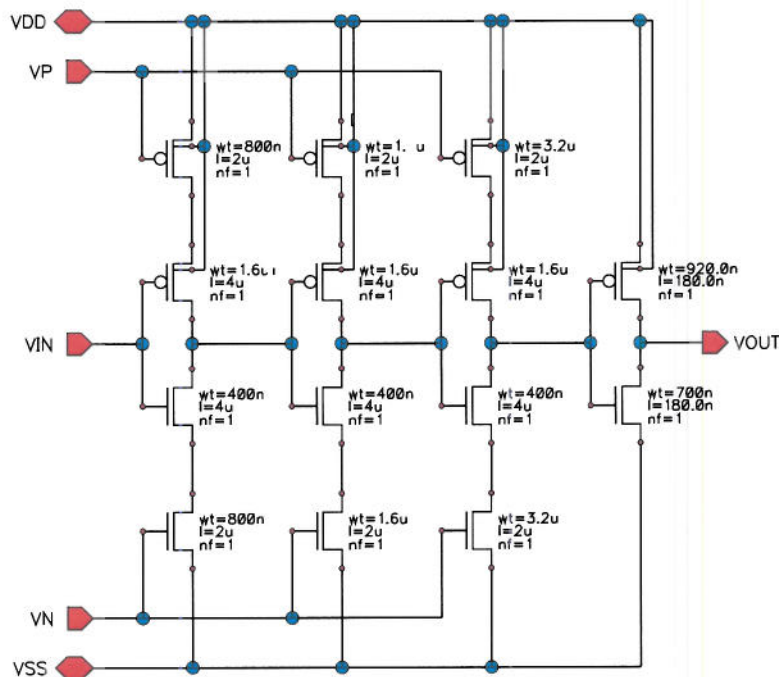 VDD
VP
wt=800n
l=2u
nf=1
l=2u
nf=1
wt=3.2u
l=2u
nf=1
wt=1.6u
l=4u
nf=1
wt=1.6u
l=4u
nf=1
wt=1.6u
l=4u
nf=1
wt=920.0n
l=180.0n
nf=1
VIN
VOUT
wt=400n
l=4u
nf=1
wt=400n
l=4u
nf=1
wt=400n
l=4u
nf=1
wt=700n
l=180.0n
nf=1
wt=800n
l=2u
nf=1
wt=1.6u
l=2u
nf=1
wt=3.2u
l=2u
nf=1
VN
VSS